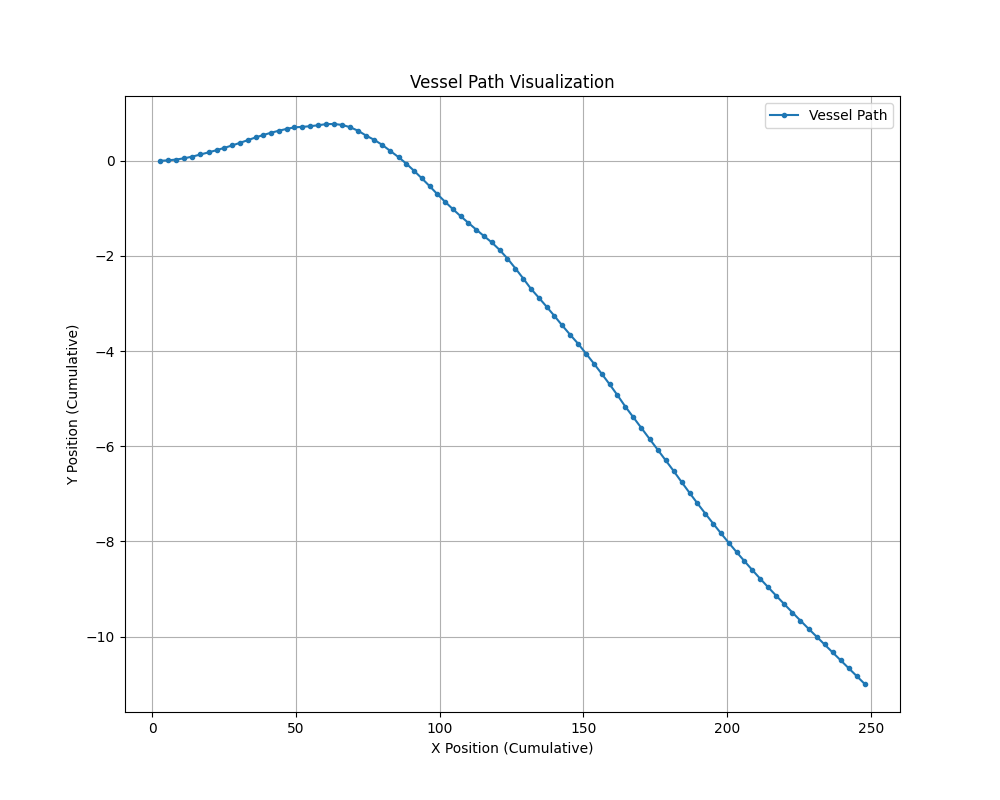 Vessel Path Visualization
Vessel Path
0
−2
−4
−6
−8
−10
Y Position (Cumulative)
0 50 100 150 200 250
X Position (Cumulative)